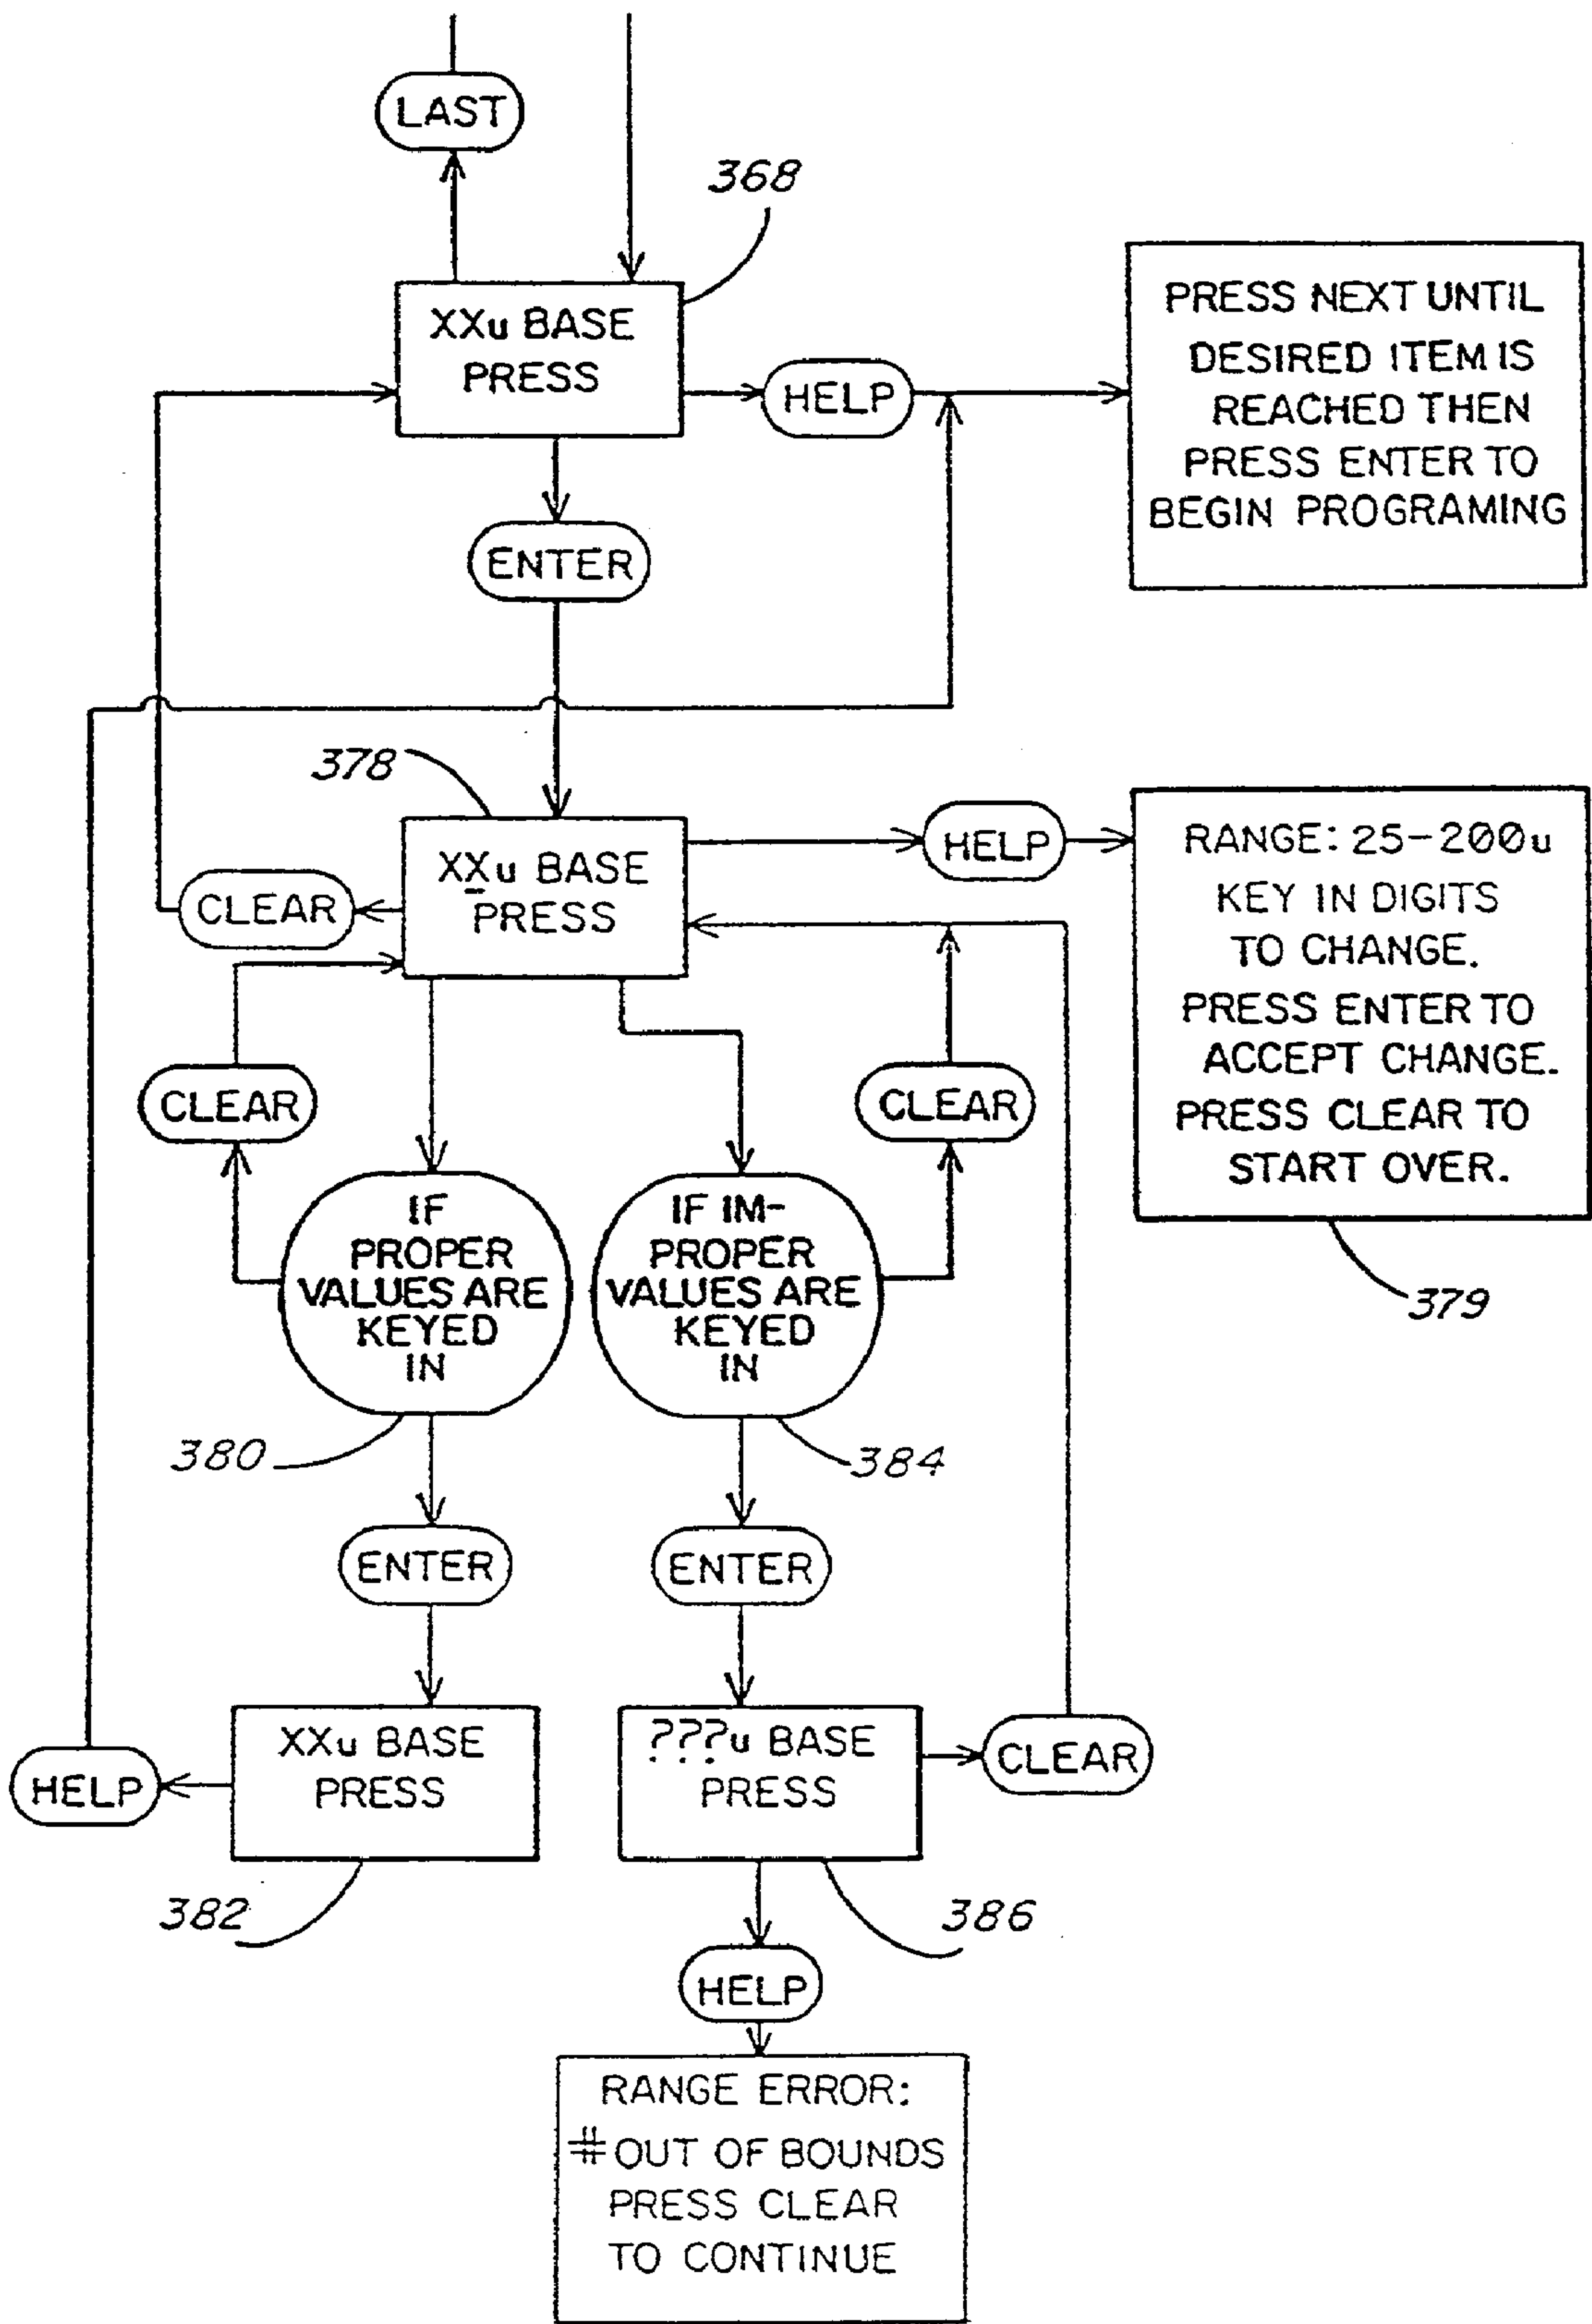 LAST
368
XXu BASE
PRESS
HELP
PRESS NEXT UNTIL
DESIRED ITEM IS
REACHED THEN
PRESS ENTER TO
BEGIN PROGRAMING
ENTER
378
XXu BASE
PRESS
HELP
RANGE: 25-200u
KEY IN DIGITS
TO CHANGE.
PRESS ENTER TO
ACCEPT CHANGE.
PRESS CLEAR TO
START OVER.
379
CLEAR
CLEAR
CLEAR
IF
PROPER
VALUES ARE
KEYED
IN
380
IF IM-
PROPER
VALUES ARE
KEYED
IN
384
ENTER
ENTER
XXu BASE
PRESS
HELP
382
???u BASE
PRESS
CLEAR
386
HELP
RANGE ERROR:
#OUT OF BOUNDS
PRESS CLEAR
TO CONTINUE